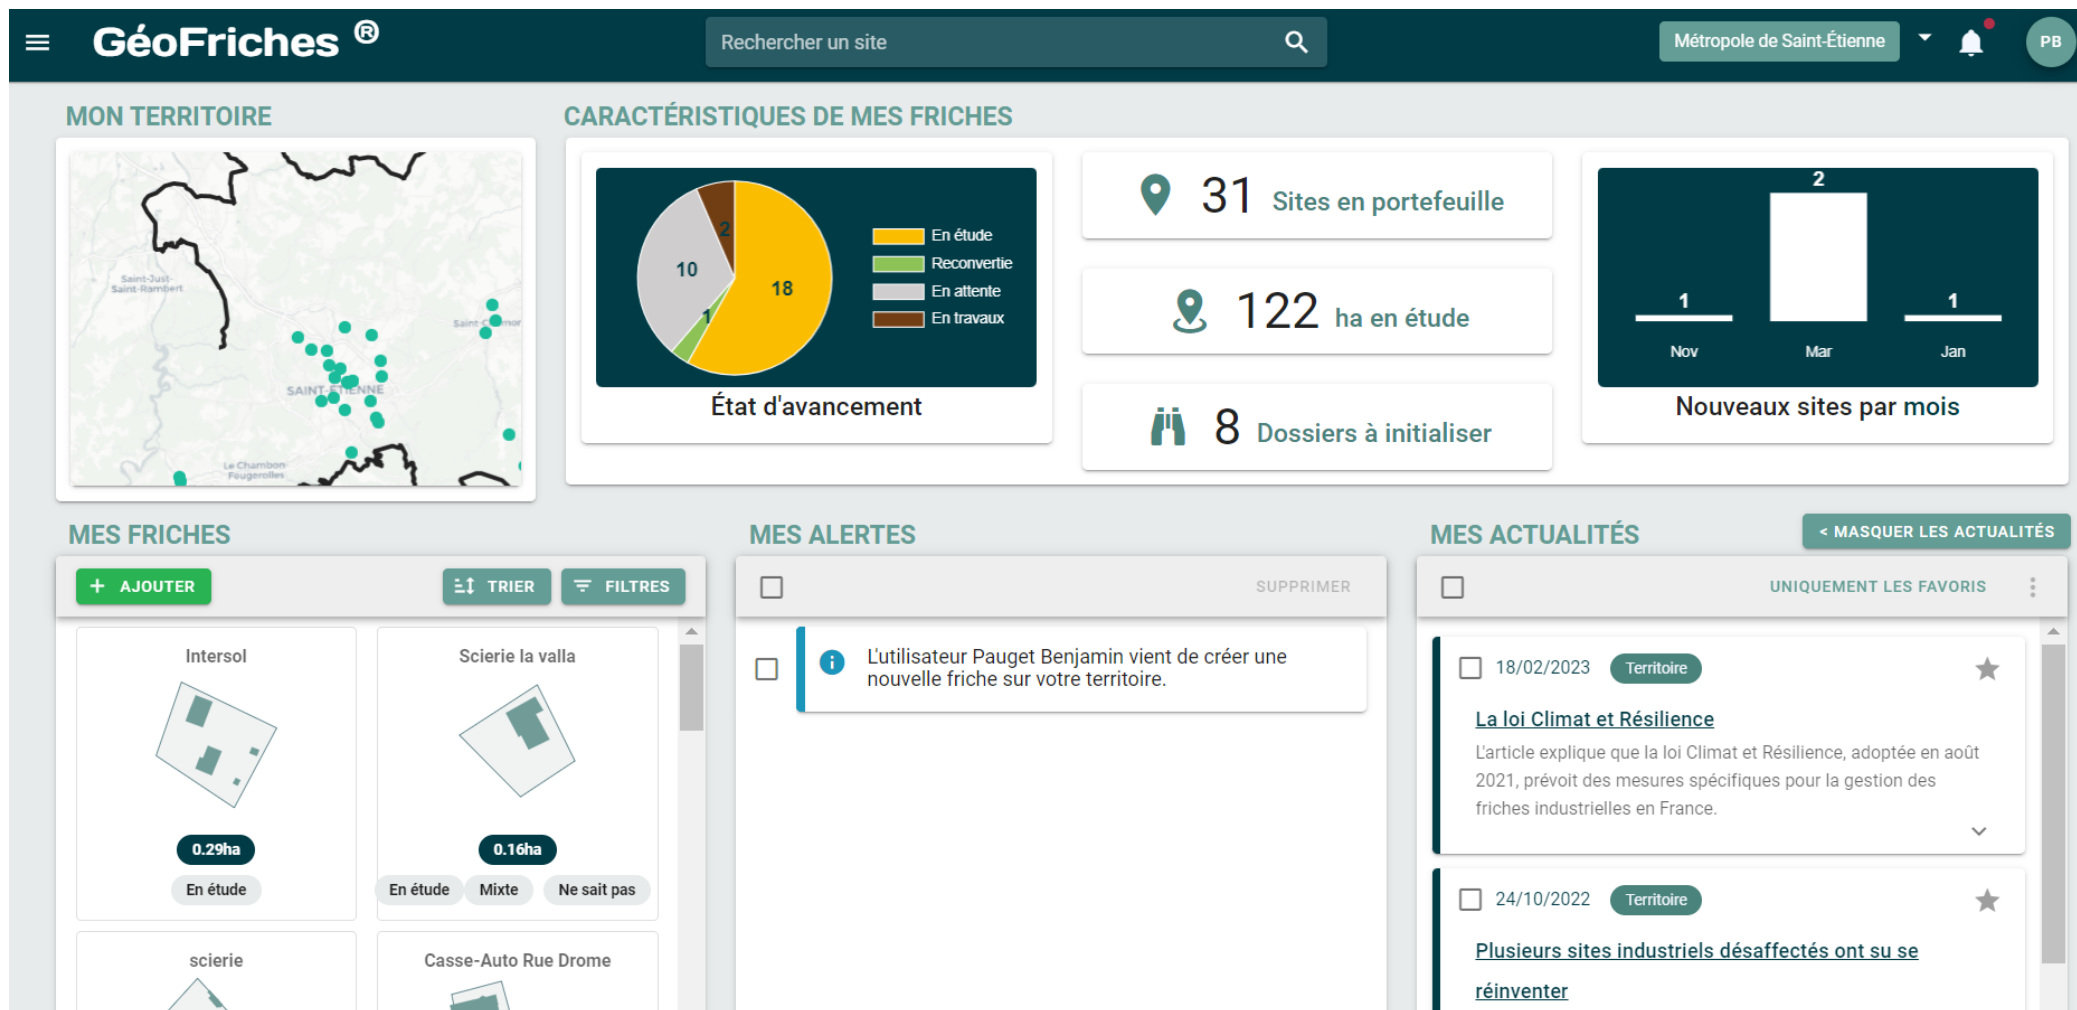 GéoFriches ®
Rechercher un site
Métropole de Saint-Étienne
PB
MON TERRITOIRE
CARACTÉRISTIQUES DE MES FRICHES
Saint-Just-
Saint-Rambert
SAINT-ETIENNE
Le Chambon
Feugerolles
2
10
18
1
En étude
Reconvertie
En attente
En travaux
État d'avancement
31 Sites en portefeuille
122 ha en étude
8 Dossiers à initialiser
2
1
1
Nov
Mar
Jan
Nouveaux sites par mois
MES FRICHES
+ AJOUTER
TRIER
FILTRES
Intersol
0.29ha
En étude
Scierie la valla
0.16ha
En étude
Mixte
Ne sait pas
scierie
Casse-Auto Rue Drome
MES ALERTES
SUPPRIMER
L'utilisateur Pauget Benjamin vient de créer une
nouvelle friche sur votre territoire.
MES ACTUALITÉS
< MASQUER LES ACTUALITÉS
UNIQUEMENT LES FAVORIS
18/02/2023
Territoire
La loi Climat et Résilience
L'article explique que la loi Climat et Résilience, adoptée en août
2021, prévoit des mesures spécifiques pour la gestion des
friches industrielles en France.
24/10/2022
Territoire
Plusieurs sites industriels désaffectés ont su se
réinventer